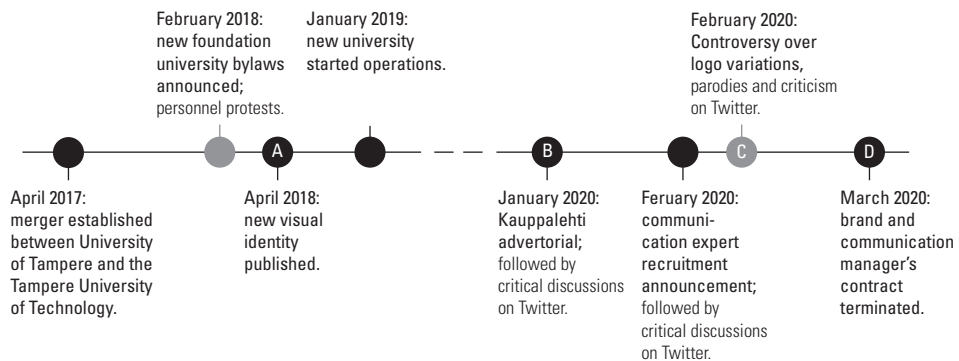 February 2018:
new foundation
university bylaws
announced;
personnel protests.
January 2019:
new university
started operations.
February 2020:
Controversy over
logo variations,
parodies and criticism
on Twitter.
A
B
C
D
April 2017:
merger established
between University
of Tampere and the
Tampere University
of Technology.
April 2018:
new visual
identity
published.
January 2020:
Kauppalehti
advertorial;
followed by
critical discussions
on Twitter.
Feruary 2020:
communi-
cation expert
recruitment
announcement;
followed by
critical discussions
on Twitter.
March 2020:
brand and
communication
manager’s
contract
terminated.